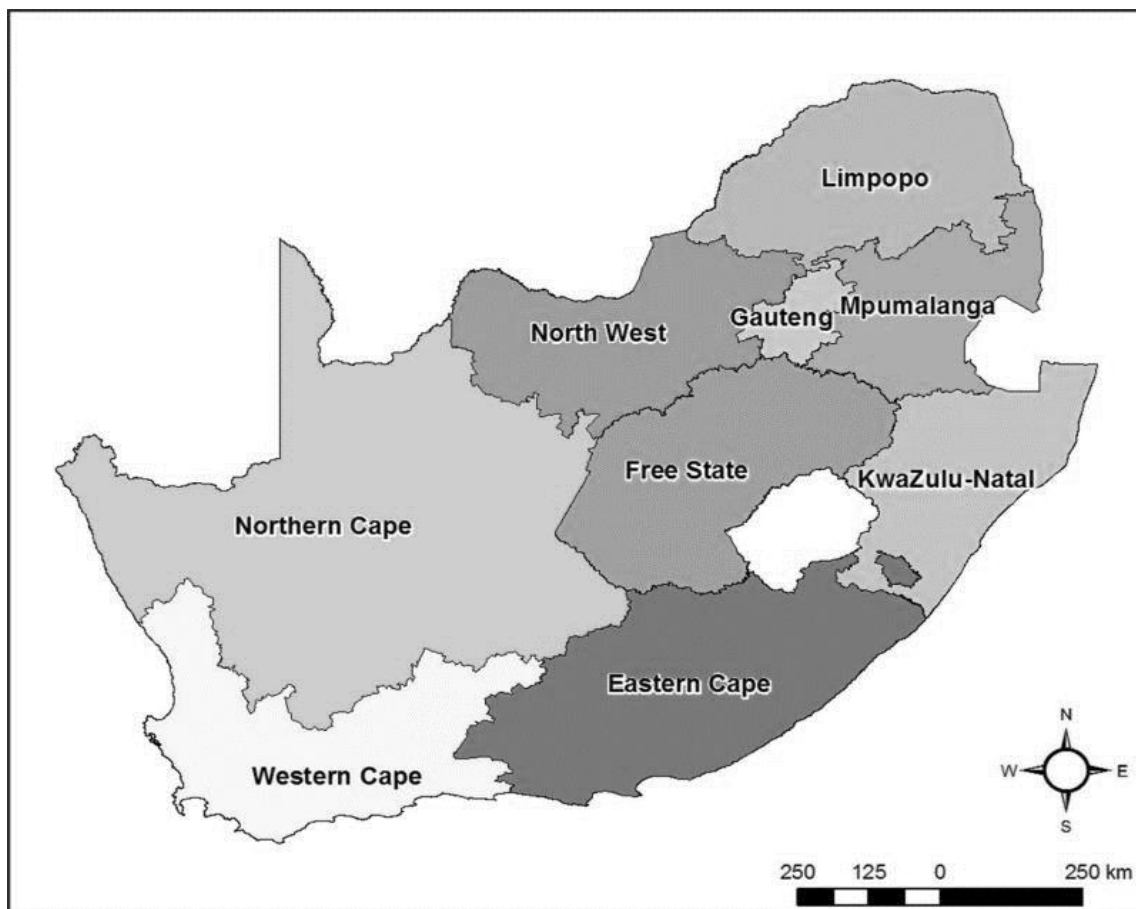 Limpopo
Mpumalanga
Gauteng
North West
Free State
KwaZulu-Natal
Northern Cape
Eastern Cape
Western Cape
N
W E
S
250 125 0 250 km